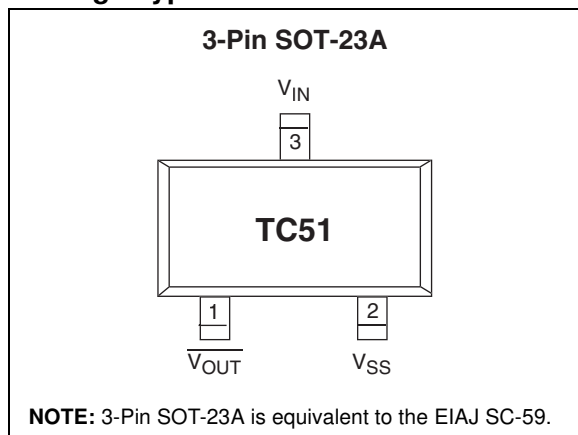 3-Pin SOT-23A
VIN
3
TC51
1 2
VOUT VSS
NOTE: 3-Pin SOT-23A is equivalent to the EIAJ SC-59.